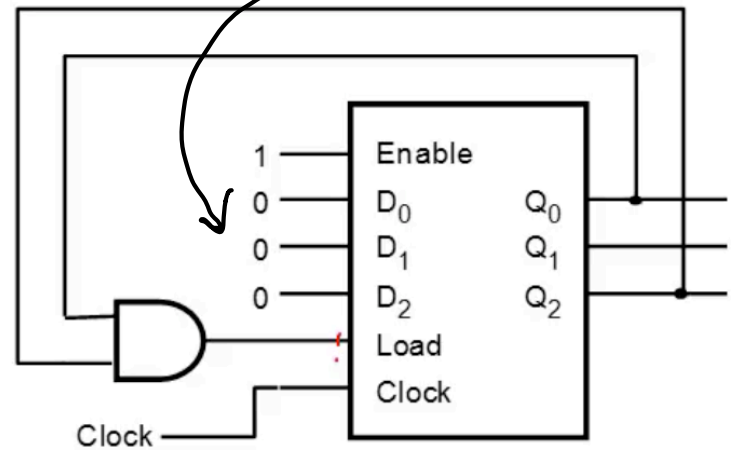 1 Enable
0 D₀ Q₀
0 D₁ Q₁
0 D₂ Q₂
Load
Clock
Clock